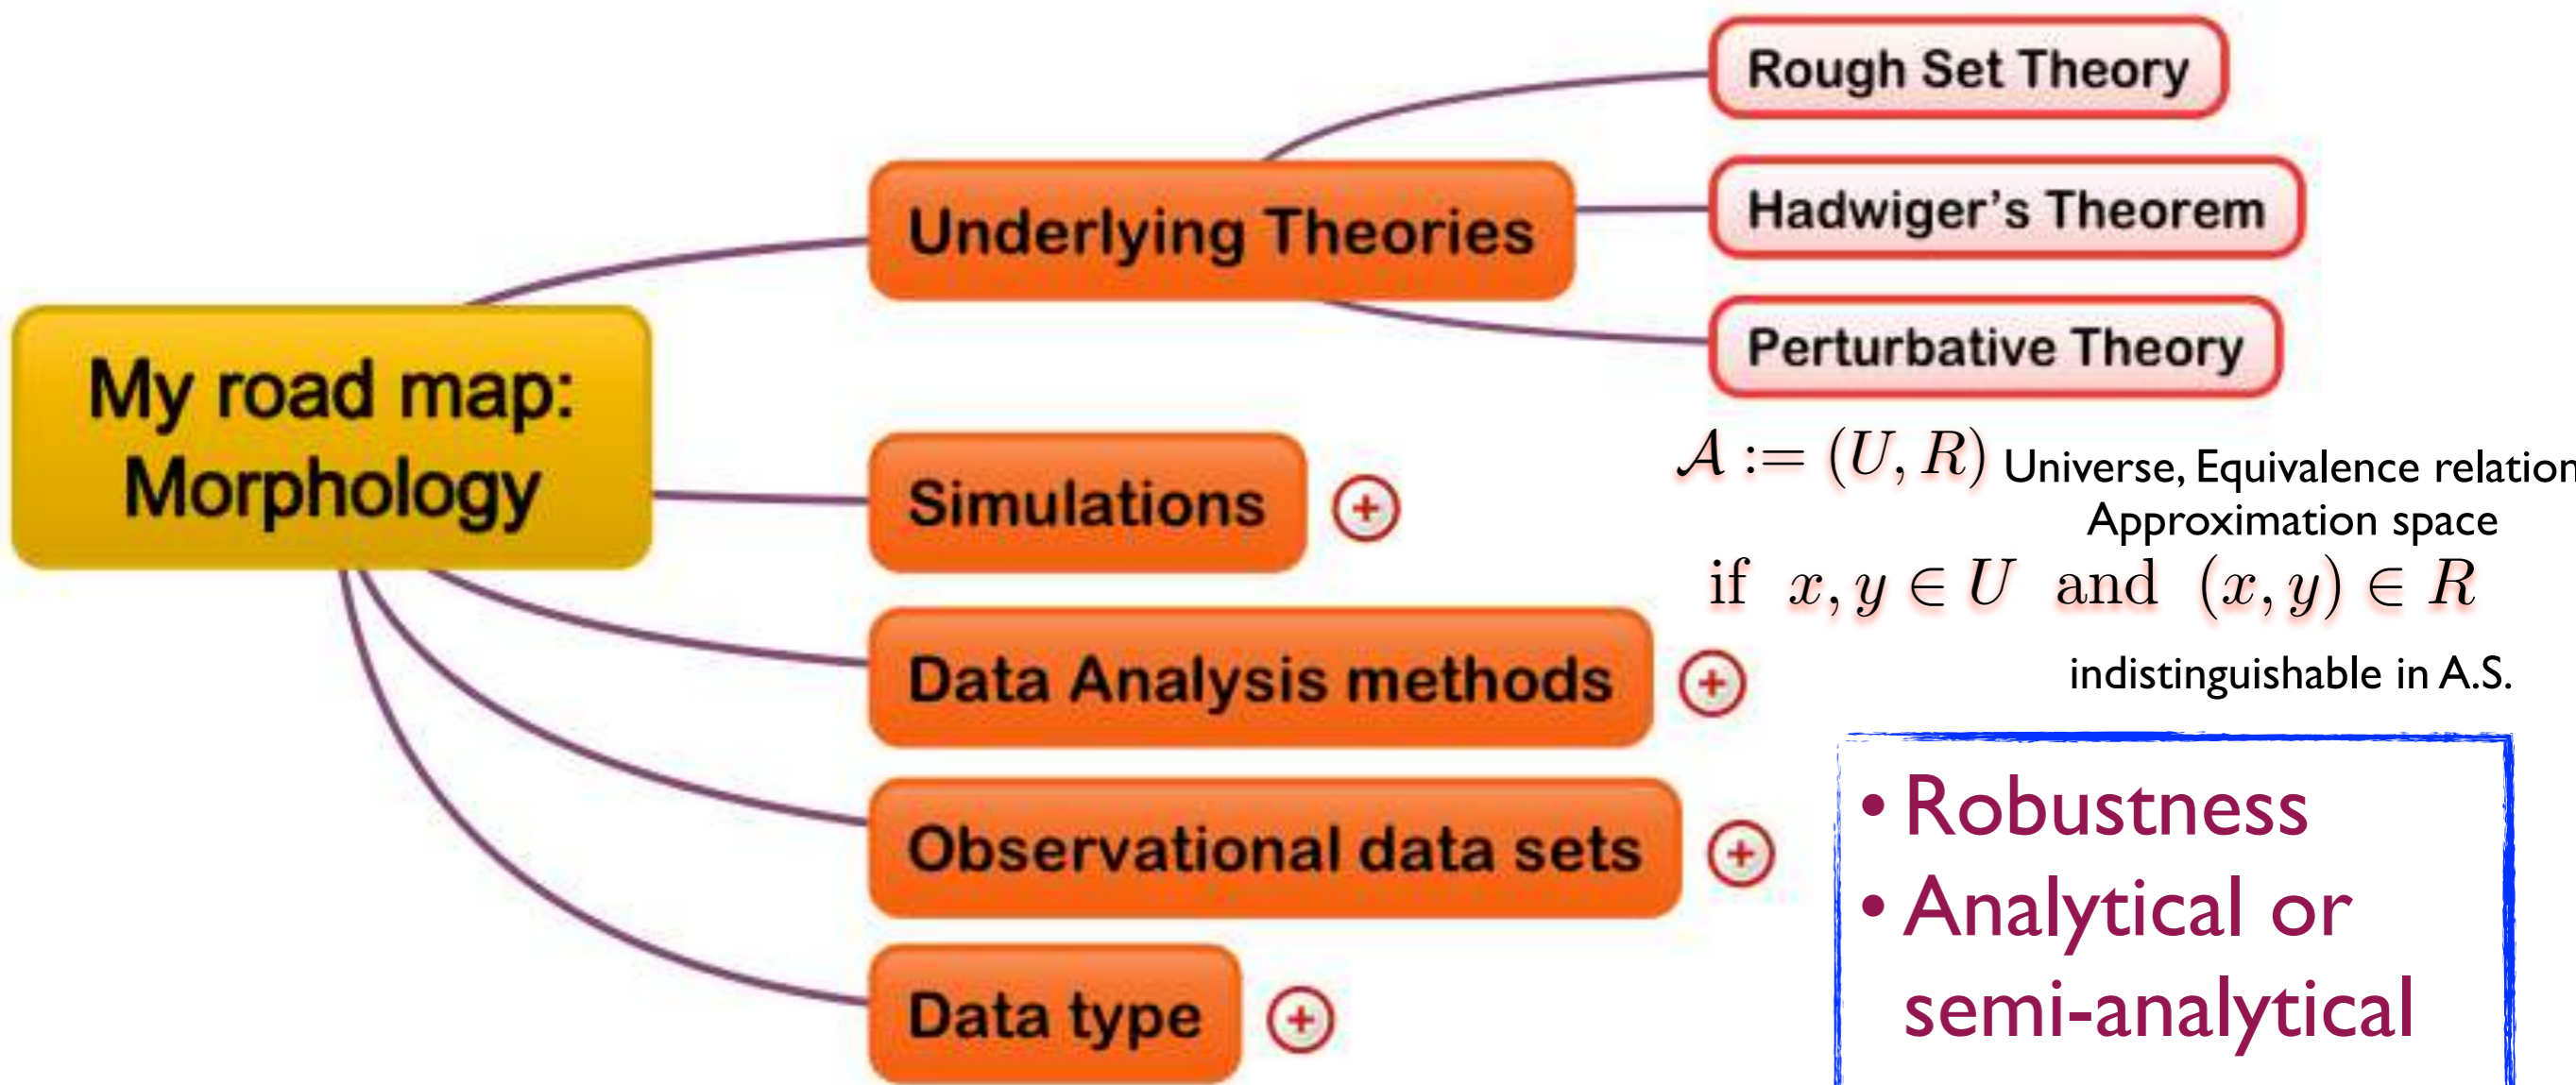 My road map:
Morphology
Underlying Theories
Rough Set Theory
Hadwiger's Theorem
Perturbative Theory
Simulations
+
Data Analysis methods
+
Observational data sets
+
Data type
+
𝒜 := (U, R) Universe, Equivalence relation
Approximation space
if x, y ∈ U and (x, y) ∈ R
indistinguishable in A.S.
• Robustness
• Analytical or
semi-analytical